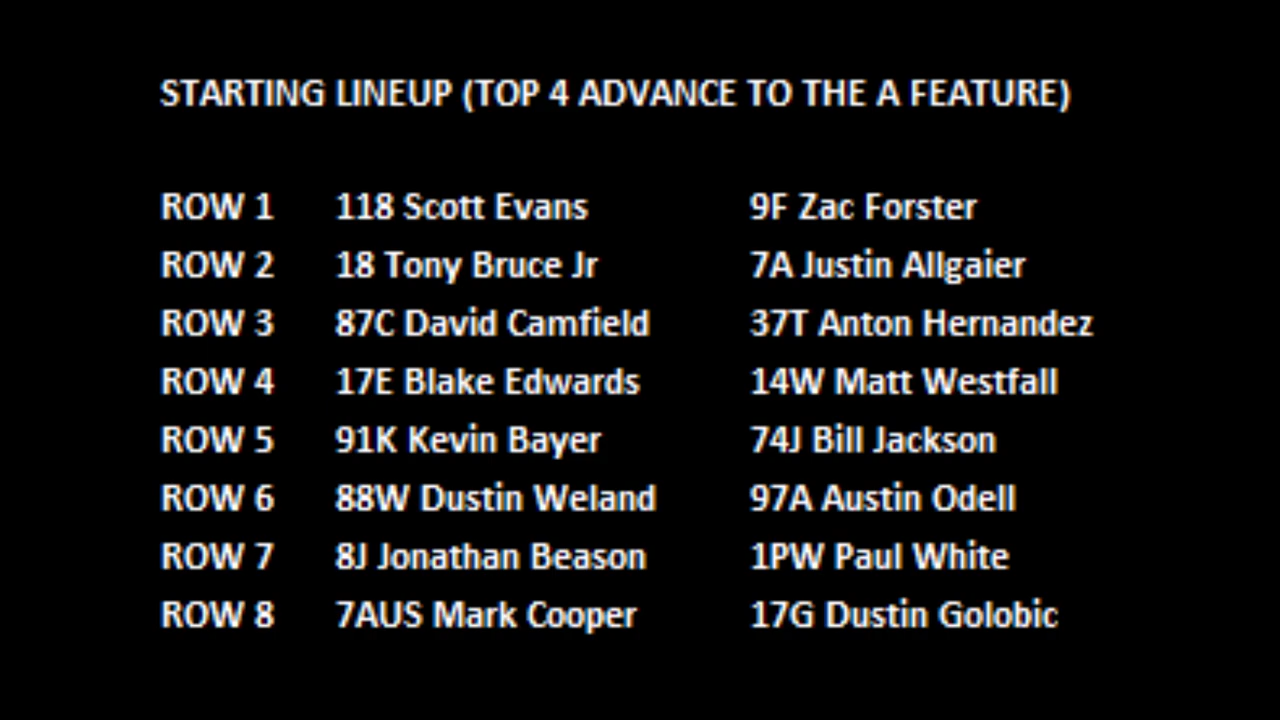 STARTING LINEUP (TOP 4 ADVANCE TO THE A FEATURE)
ROW 1 118 Scott Evans 9F Zac Forster
ROW 2 18 Tony Bruce Jr 7A Justin Allgaier
ROW 3 87C David Camfield 37T Anton Hernandez
ROW 4 17E Blake Edwards 14W Matt Westfall
ROW 5 91K Kevin Bayer 74J Bill Jackson
ROW 6 88W Dustin Weland 97A Austin Odell
ROW 7 8J Jonathan Beason 1PW Paul White
ROW 8 7AUS Mark Cooper 17G Dustin Golobic